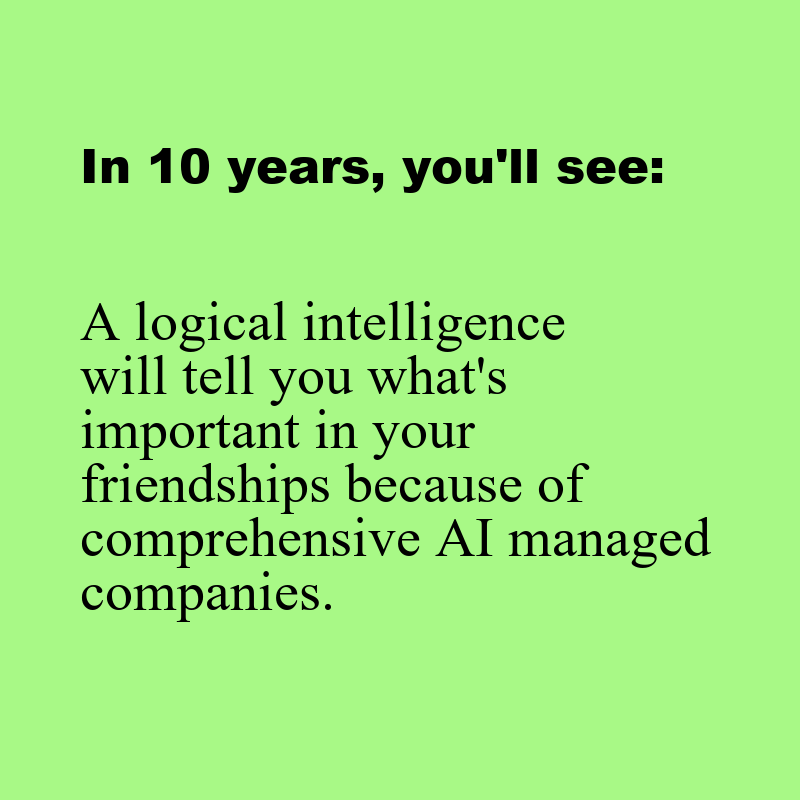 In 10 years, you'll see:
A logical intelligence
will tell you what's
important in your
friendships because of
comprehensive AI managed
companies.